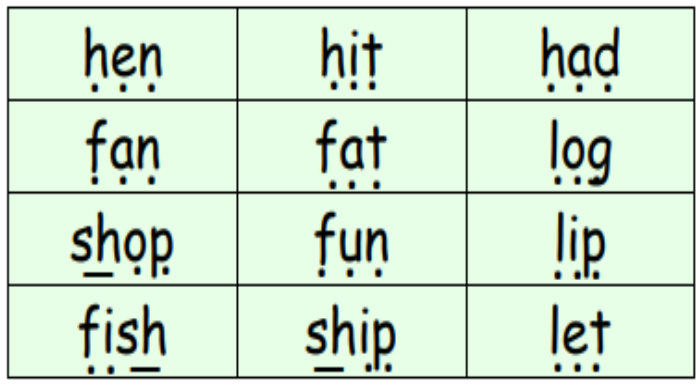 hen hit had
fan fat log
shop fun lip
fish ship let